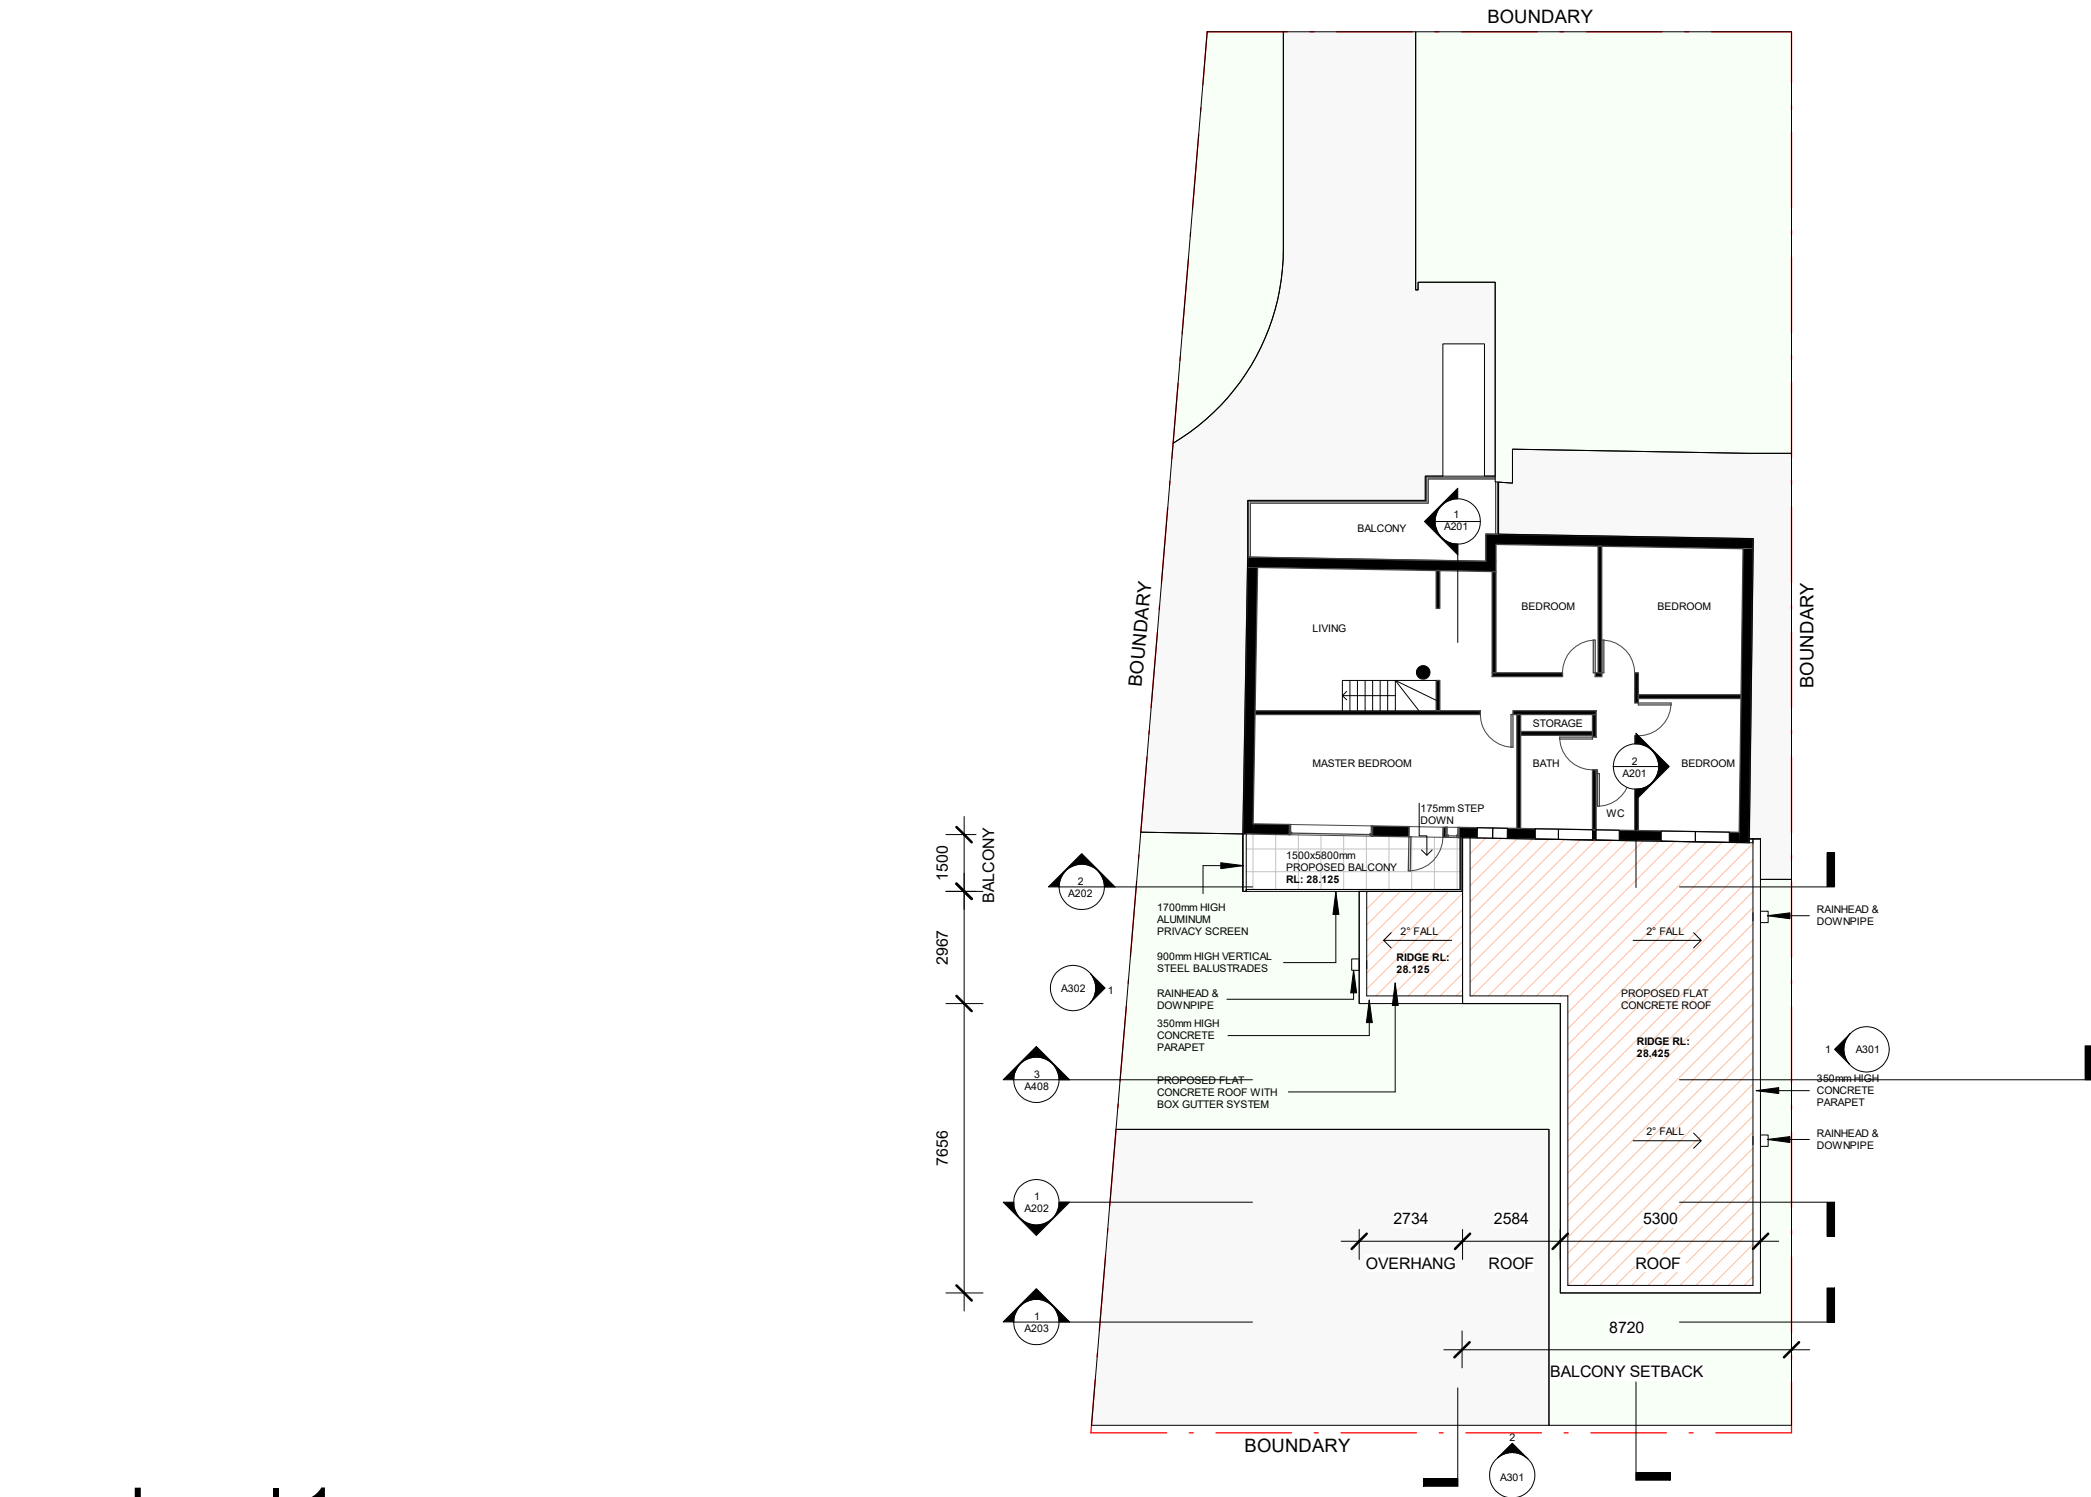 BOUNDARY
BALCONY
1
A201
BOUNDARY
BOUNDARY
LIVING
BEDROOM
BEDROOM
STORAGE
MASTER BEDROOM
BATH
2
A201
BEDROOM
WC
175mm STEP
DOWN
1500
BALCONY
1500x5800mm
PROPOSED BALCONY
RL: 28.125
2
A202
1700mm HIGH
ALUMINUM
PRIVACY SCREEN
RAINHEAD &
DOWNPIPE
2967
900mm HIGH VERTICAL
STEEL BALUSTRADES
2° FALL
RIDGE RL:
28.125
2° FALL
A302
1
RAINHEAD &
DOWNPIPE
PROPOSED FLAT
CONCRETE ROOF
350mm HIGH
CONCRETE
PARAPET
RIDGE RL:
28.425
1
A301
3
A408
PROPOSED FLAT
CONCRETE ROOF WITH
BOX GUTTER SYSTEM
350mm HIGH
CONCRETE
PARAPET
7656
2° FALL
RAINHEAD &
DOWNPIPE
1
A202
2734
2584
5300
OVERHANG
ROOF
ROOF
1
A203
8720
BALCONY SETBACK
BOUNDARY
2
A301